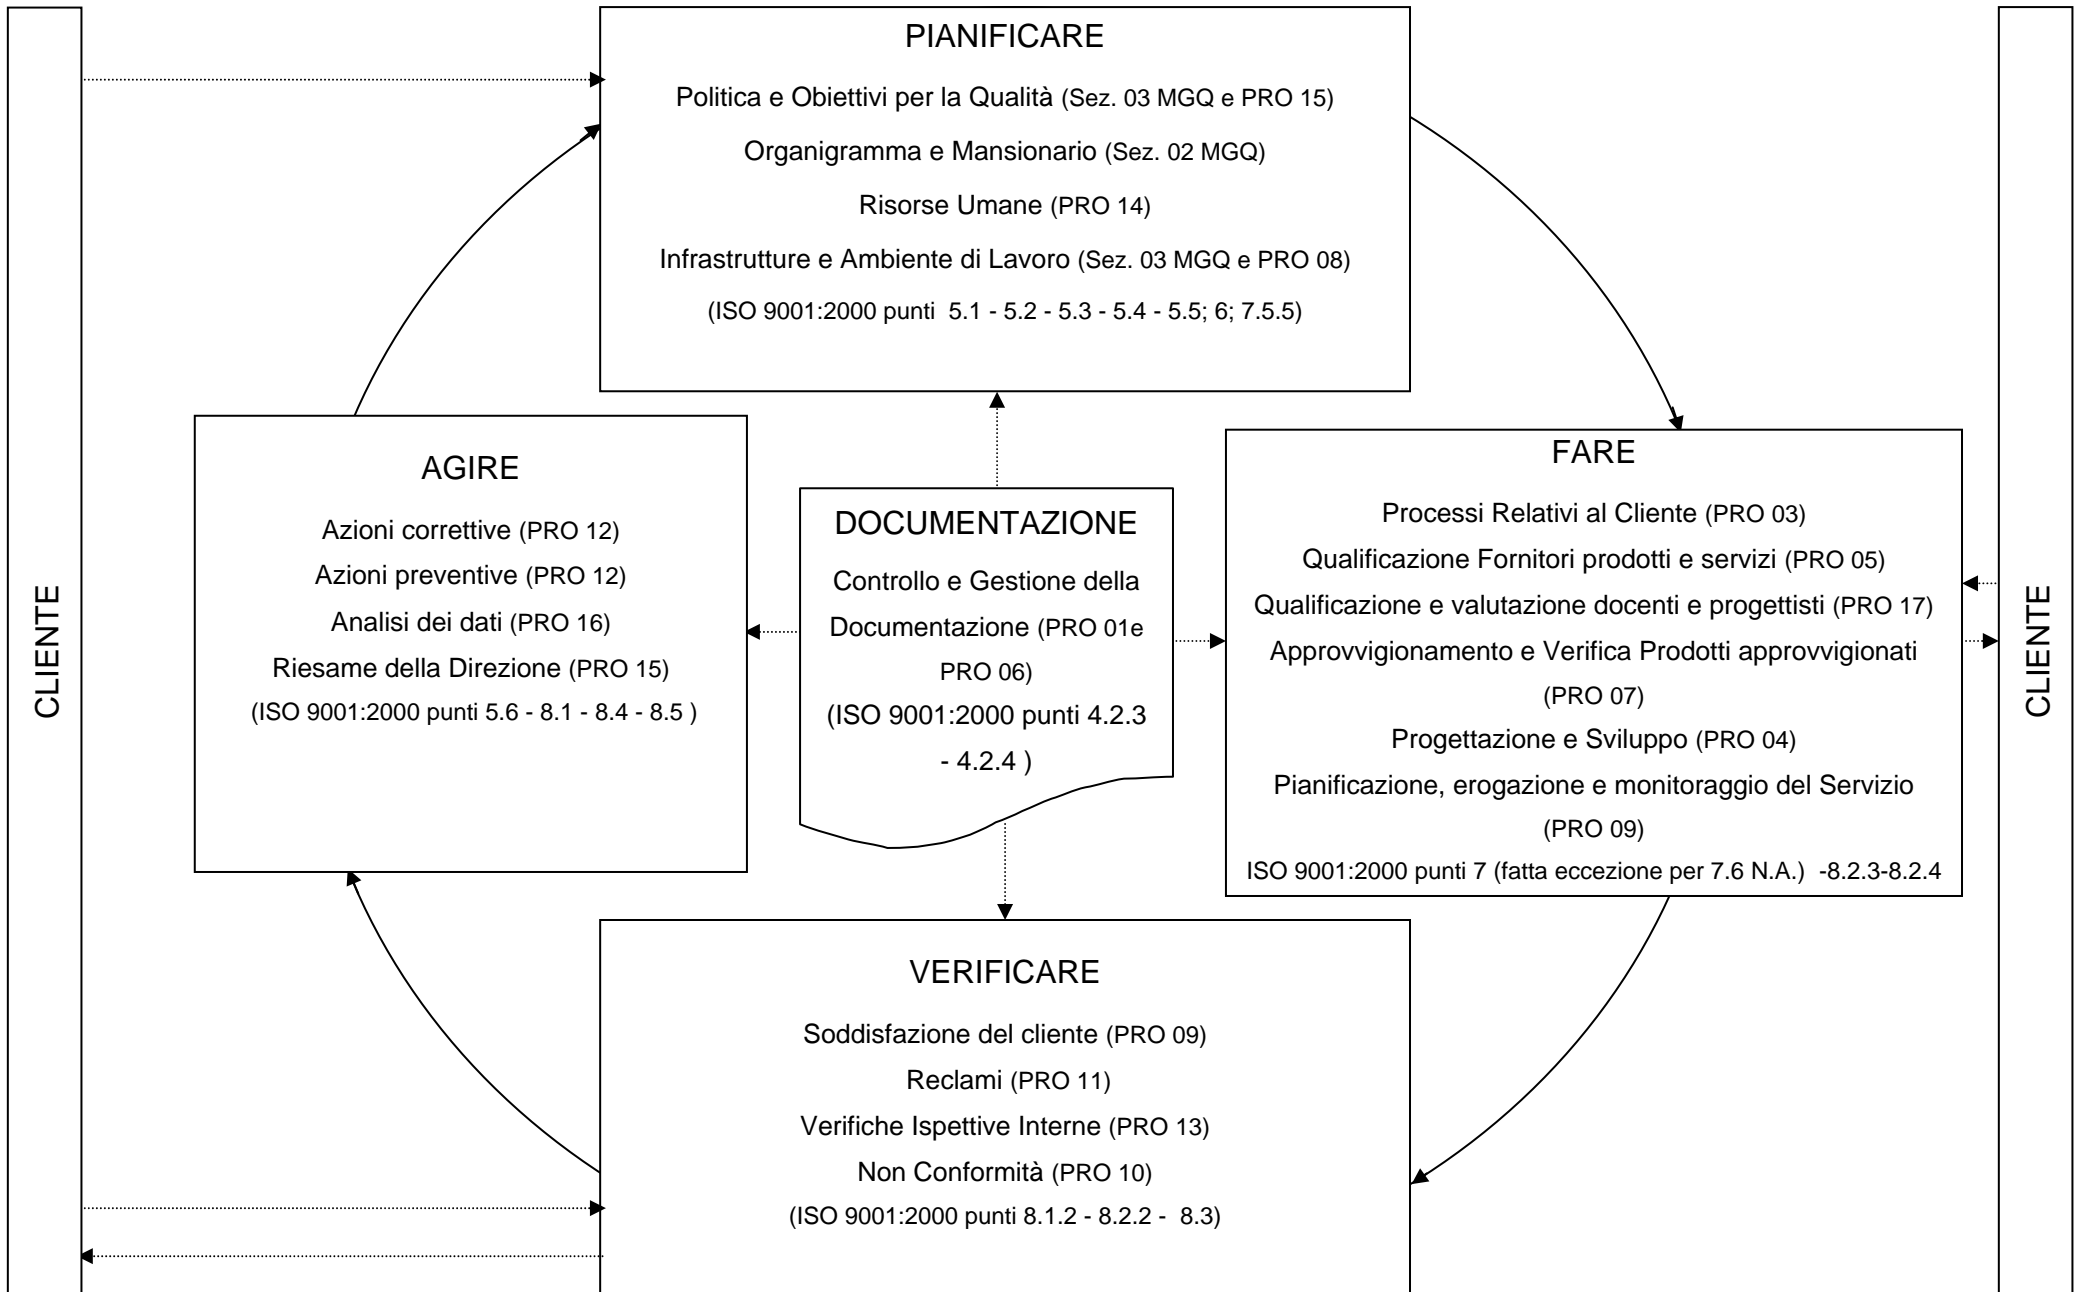 CLIENTE
PIANIFICARE
Politica e Obiettivi per la Qualità (Sez. 03 MGQ e PRO 15)
Organigramma e Mansionario (Sez. 02 MGQ)
Risorse Umane (PRO 14)
Infrastrutture e Ambiente di Lavoro (Sez. 03 MGQ e PRO 08)
(ISO 9001:2000 punti  5.1 - 5.2 - 5.3 - 5.4 - 5.5; 6; 7.5.5)
AGIRE
Azioni correttive (PRO 12)
Azioni preventive (PRO 12)
Analisi dei dati (PRO 16)
Riesame della Direzione (PRO 15)
(ISO 9001:2000 punti 5.6 - 8.1 - 8.4 - 8.5 )
DOCUMENTAZIONE
Controllo e Gestione della
Documentazione (PRO 01e
PRO 06)
(ISO 9001:2000 punti 4.2.3
- 4.2.4 )
FARE
Processi Relativi al Cliente (PRO 03)
Qualificazione Fornitori prodotti e servizi (PRO 05)
Qualificazione e valutazione docenti e progettisti (PRO 17)
Approvvigionamento e Verifica Prodotti approvvigionati
(PRO 07)
Progettazione e Sviluppo (PRO 04)
Pianificazione, erogazione e monitoraggio del Servizio
(PRO 09)
ISO 9001:2000 punti 7 (fatta eccezione per 7.6 N.A.)  -8.2.3-8.2.4
VERIFICARE
Soddisfazione del cliente (PRO 09)
Reclami (PRO 11)
Verifiche Ispettive Interne (PRO 13)
Non Conformità (PRO 10)
(ISO 9001:2000 punti 8.1.2 - 8.2.2 -  8.3)
CLIENTE